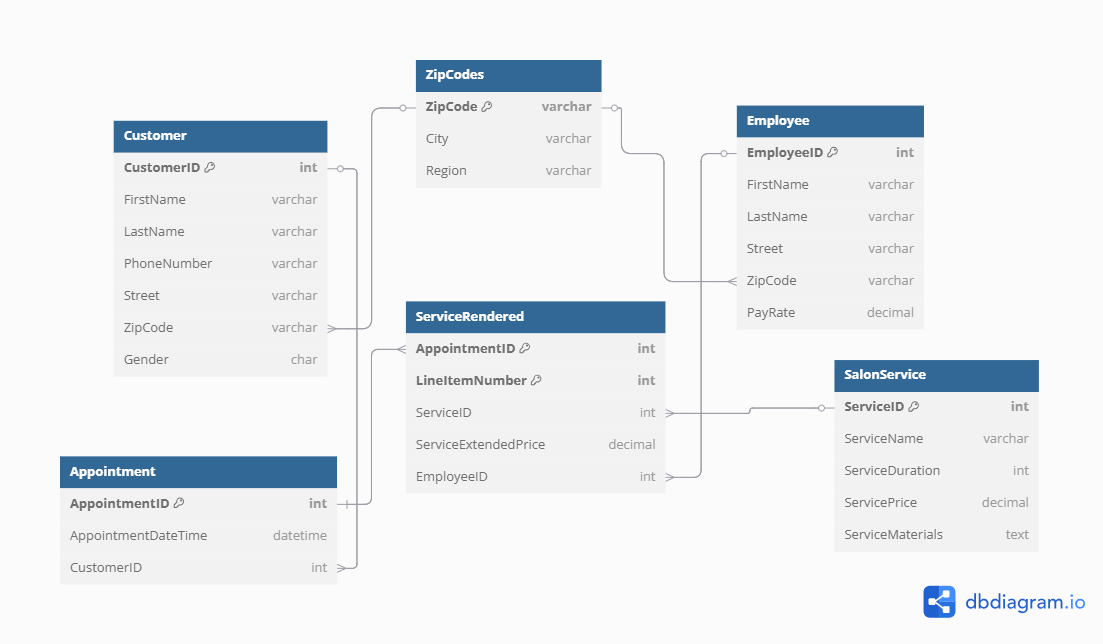 ZipCodes
ZipCode varchar
City varchar
Region varchar
Customer
CustomerID int
FirstName varchar
LastName varchar
PhoneNumber varchar
Street varchar
ZipCode varchar
Gender char
Employee
EmployeeID int
FirstName varchar
LastName varchar
Street varchar
ZipCode varchar
PayRate decimal
ServiceRendered
AppointmentID int
LineItemNumber int
ServiceID int
ServiceExtendedPrice decimal
EmployeeID int
SalonService
ServiceID int
ServiceName varchar
ServiceDuration int
ServicePrice decimal
ServiceMaterials text
Appointment
AppointmentID int
AppointmentDateTime datetime
CustomerID int
dbdiagram.io